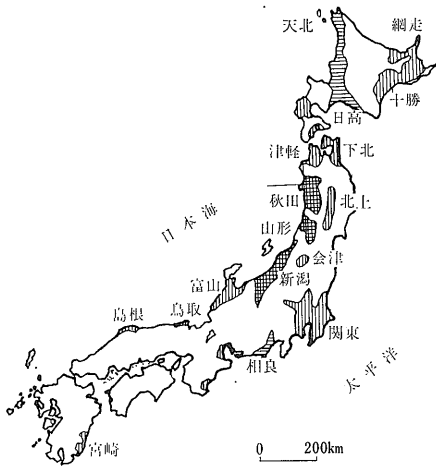 天北
網走
十勝
日高
津軽
下北
秋田
北上
山形
日本海
会津
新潟
富山
鳥取
島根
関東
相良
太平洋
宮崎
0 200km